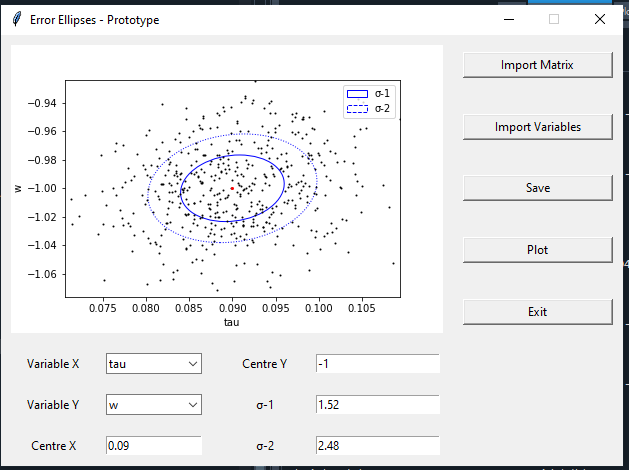 Error Ellipses - Prototype
σ-1
σ-2
−0.94
−0.96
−0.98
−1.00
−1.02
−1.04
−1.06
w
0.075 0.080 0.085 0.090 0.095 0.100 0.105
tau
Import Matrix
Import Variables
Save
Plot
Exit
Variable X tau Centre Y -1
Variable Y w σ-1 1.52
Centre X 0.09 σ-2 2.48